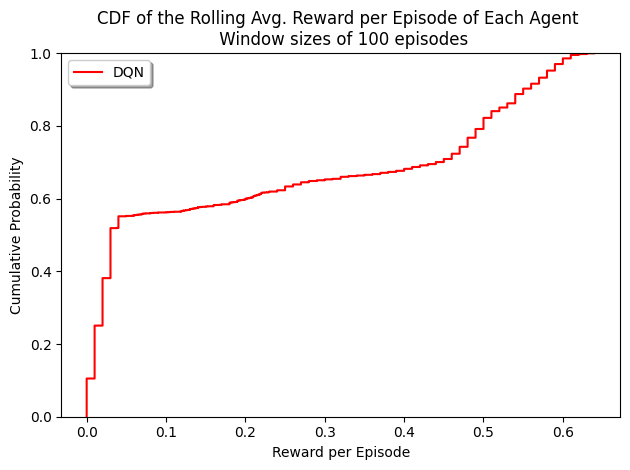 CDF of the Rolling Avg. Reward per Episode of Each Agent
Window sizes of 100 episodes
DQN
1.0
0.8
0.6
0.4
0.2
0.0
Cumulative Probability
0.0 0.1 0.2 0.3 0.4 0.5 0.6
Reward per Episode